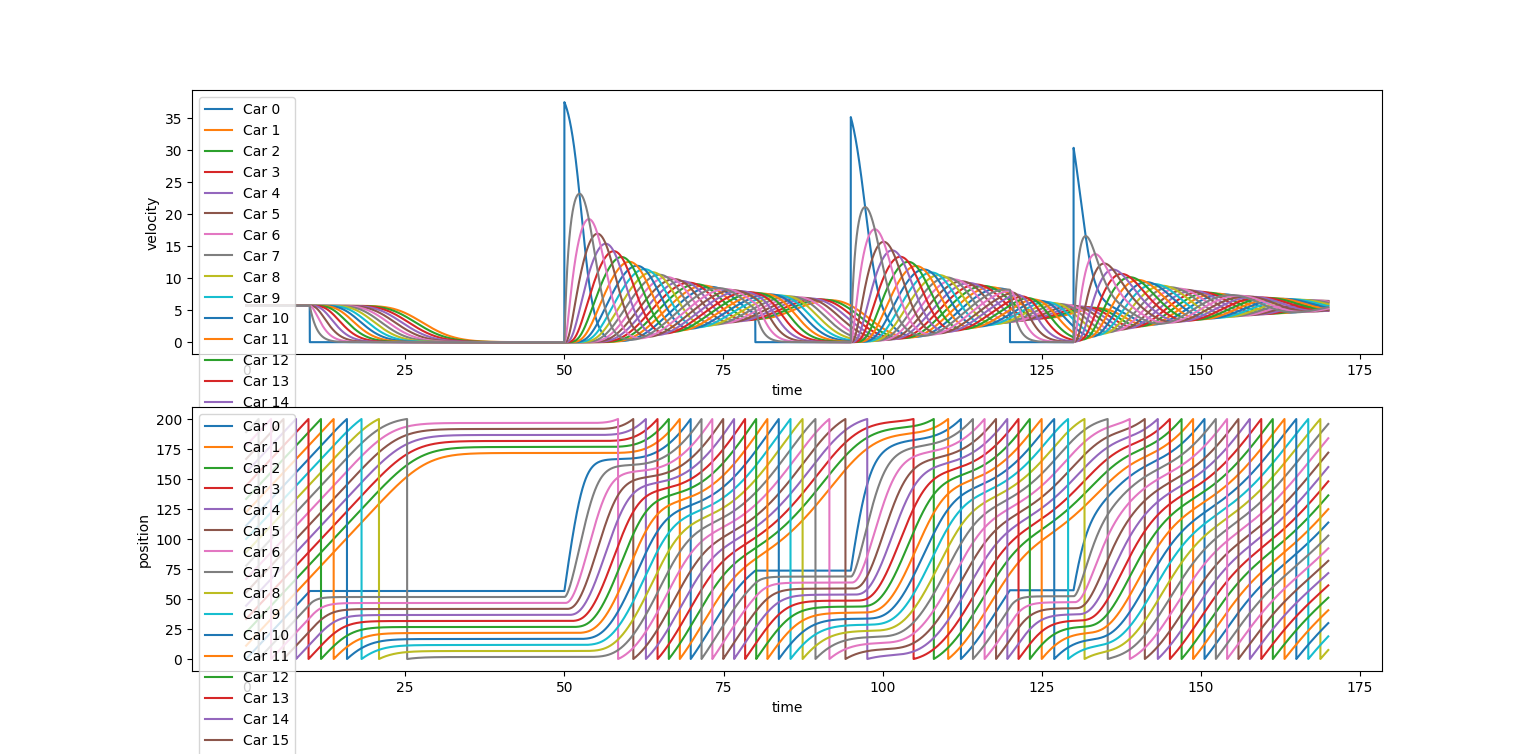 35
30
25
20
15
10
5
0
velocity
Car 0
Car 1
Car 2
Car 3
Car 4
Car 5
Car 6
Car 7
Car 8
Car 9
Car 10
Car 11
Car 12
Car 13
Car 14
0 25 50 75 100 125 150 175
time
200
175
150
125
100
75
50
25
0
position
Car 0
Car 1
Car 2
Car 3
Car 4
Car 5
Car 6
Car 7
Car 8
Car 9
Car 10
Car 11
Car 12
Car 13
Car 14
Car 15
0 25 50 75 100 125 150 175
time